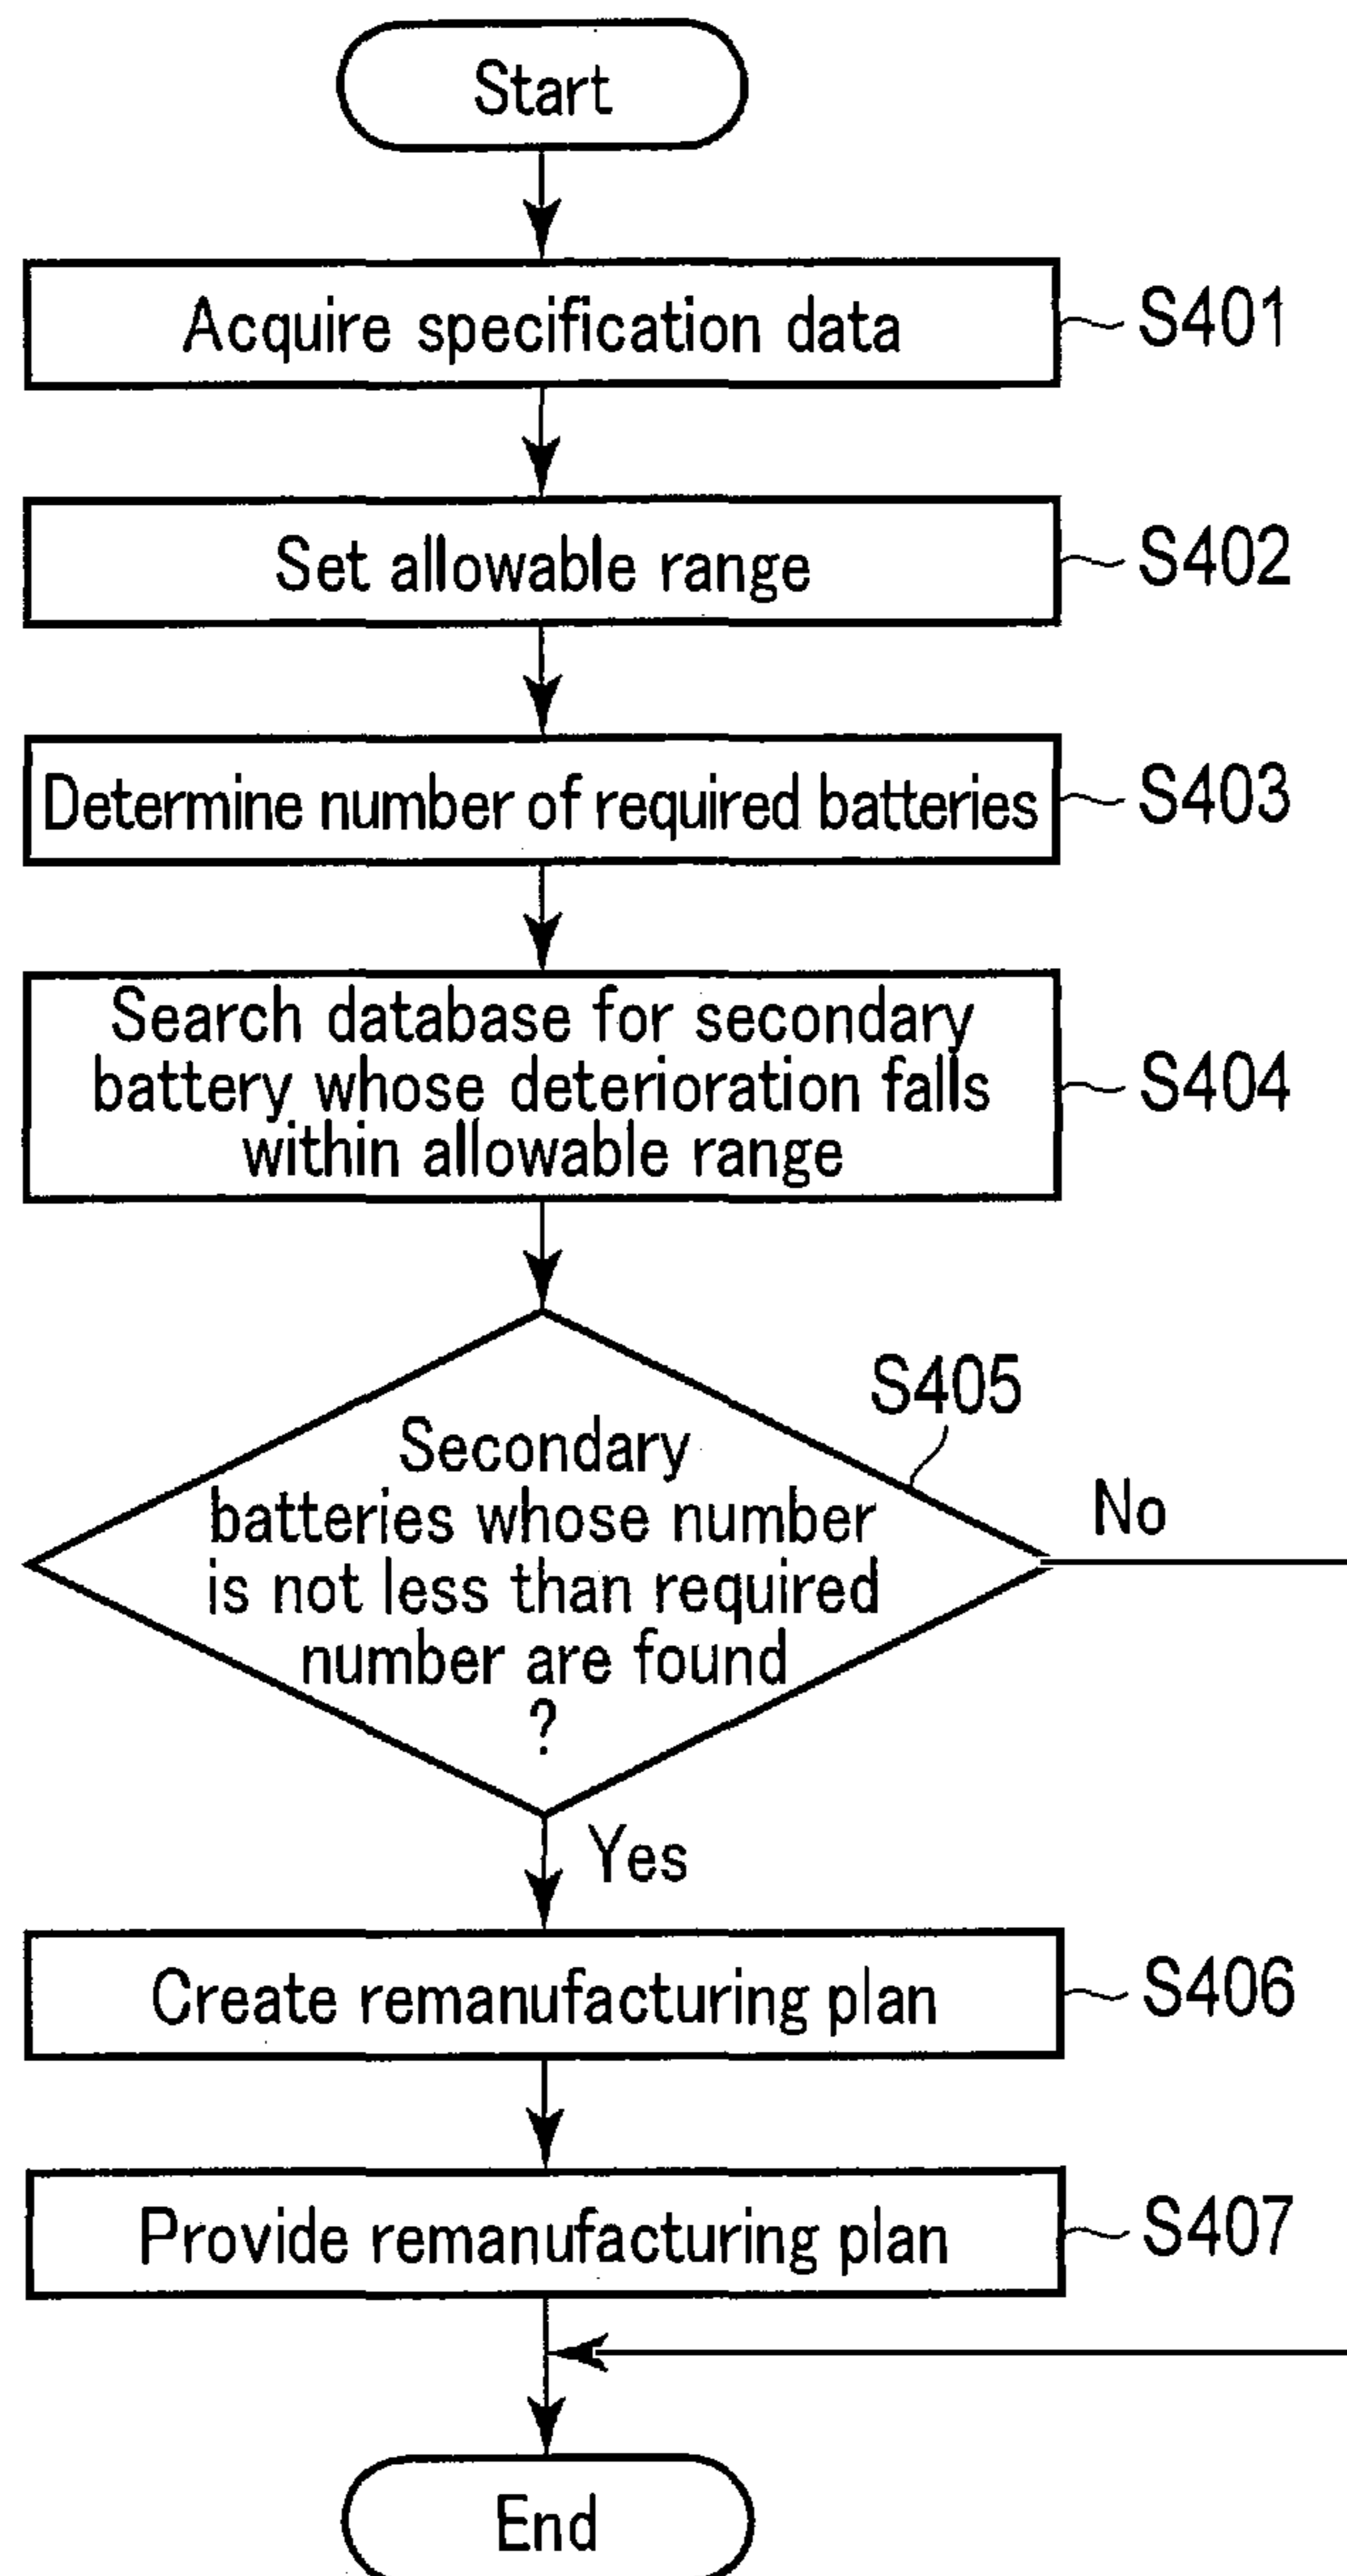 Start
Acquire specification data
S401
Set allowable range
S402
Determine number of required batteries
S403
Search database for secondary
battery whose deterioration falls
within allowable range
S404
S405
Secondary
batteries whose number
is not less than required
number are found
?
No
Yes
Create remanufacturing plan
S406
Provide remanufacturing plan
S407
End